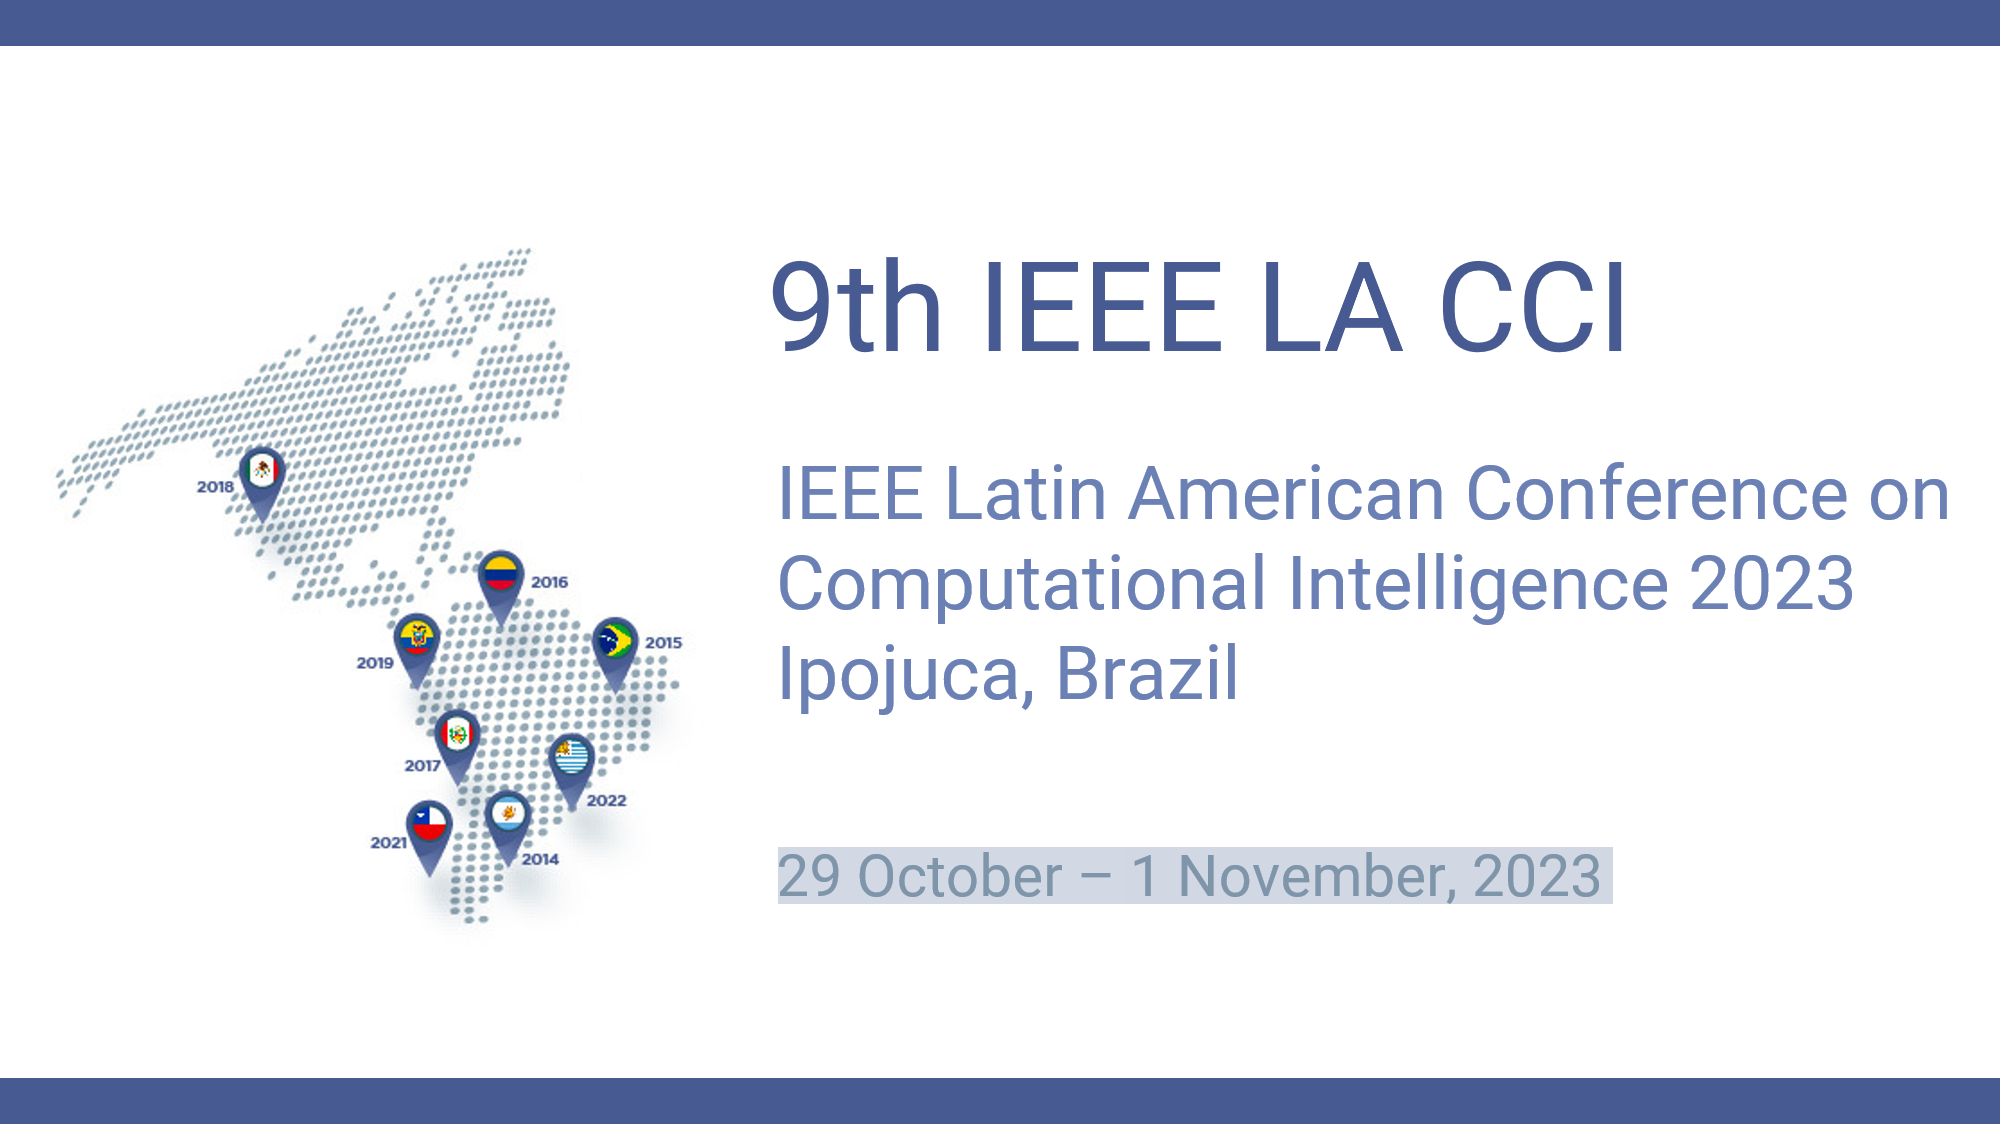 9th IEEE LA CCI
IEEE Latin American Conference on
Computational Intelligence 2023
Ipojuca, Brazil
29 October – 1 November, 2023
2018
2016
2015
2019
2017
2022
2021
2014